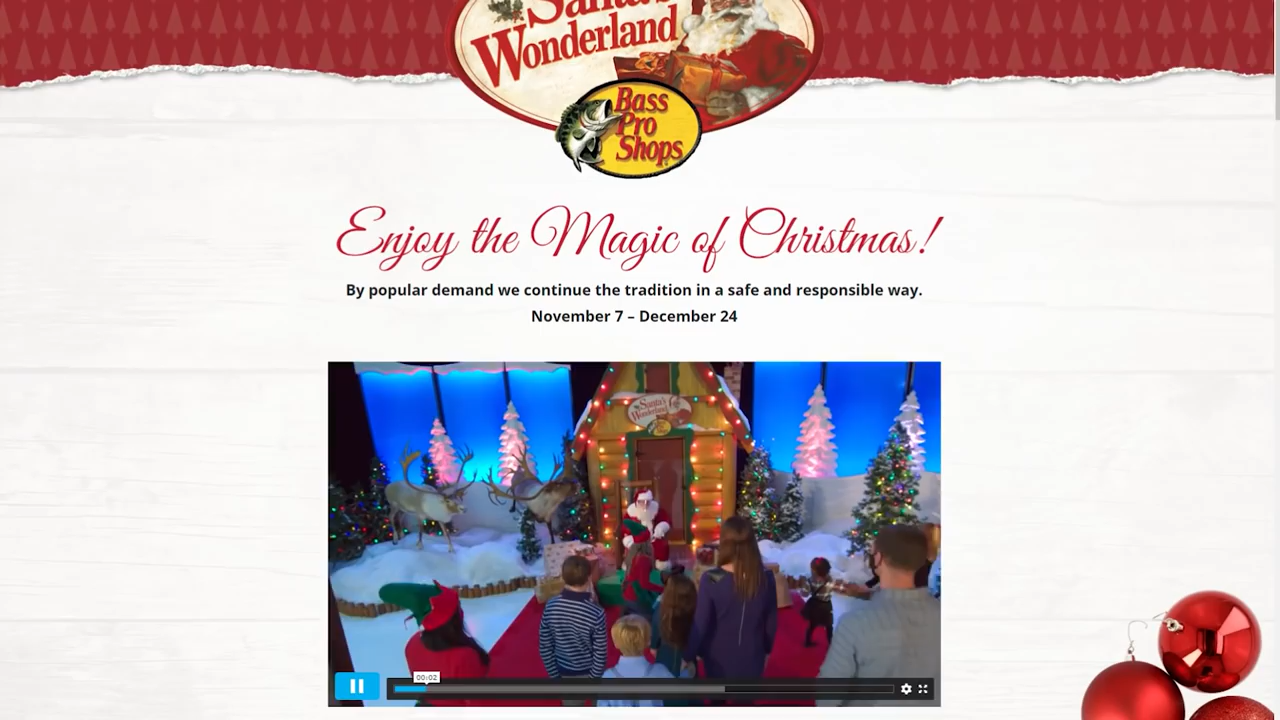 Santa's
Wonderland
Bass
Pro
Shops
Enjoy the Magic of Christmas!
By popular demand we continue the tradition in a safe and responsible way.
November 7 – December 24
Santa's
Wonderland
00:02